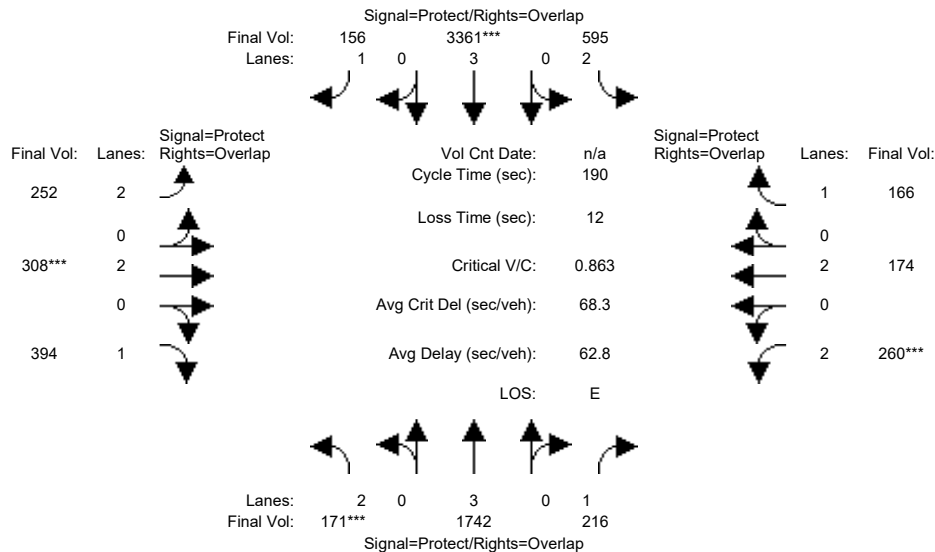 Signal=Protect/Rights=Overlap
Final Vol: 156 3361*** 595
Lanes: 1 0 3 0 2
Signal=Protect Signal=Protect
Final Vol: Lanes: Rights=Overlap Vol Cnt Date: n/a Rights=Overlap Lanes: Final Vol:
Cycle Time (sec): 190
252 2 1 166
Loss Time (sec): 12
0 0
308*** 2 Critical V/C: 0.863 2 174
0 Avg Crit Del (sec/veh): 68.3 0
394 1 Avg Delay (sec/veh): 62.8 2 260***
LOS: E
Lanes: 2 0 3 0 1
Final Vol: 171*** 1742 216
Signal=Protect/Rights=Overlap